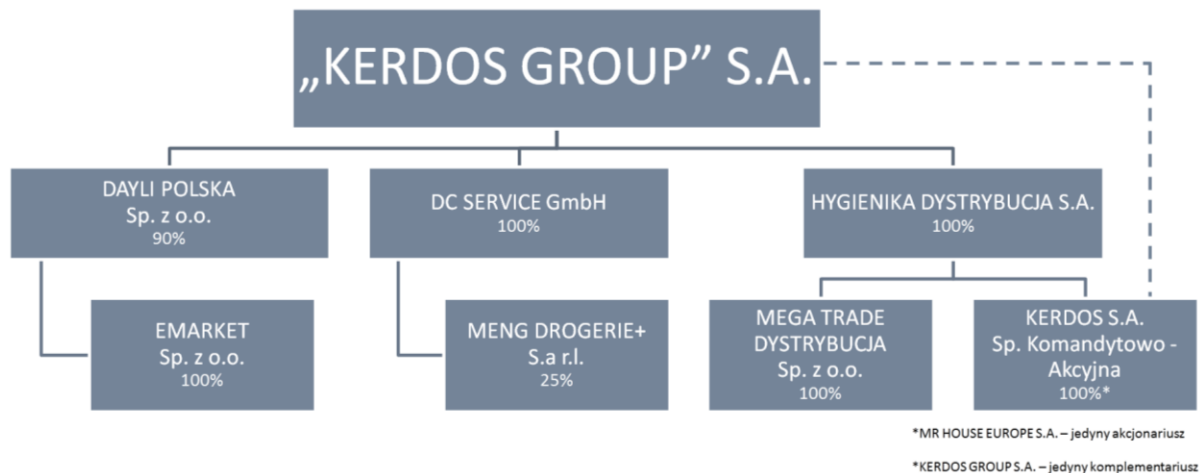 „KERDOS GROUP” S.A.
DAYLI POLSKA
Sp. z o.o.
90%
DC SERVICE GmbH
100%
HYGIENIKA DYSTRYBUCJA S.A.
100%
EMARKET
Sp. z o.o.
100%
MENG DROGERIE+
S.a r.l.
25%
MEGA TRADE
DYSTRYBUCJA
Sp. z o.o.
100%
KERDOS S.A.
Sp. Komandytowo -
Akcyjna
100%*
*MR HOUSE EUROPE S.A. – jedyny akcjonariusz
*KERDOS GROUP S.A. – jedyny komplementariusz